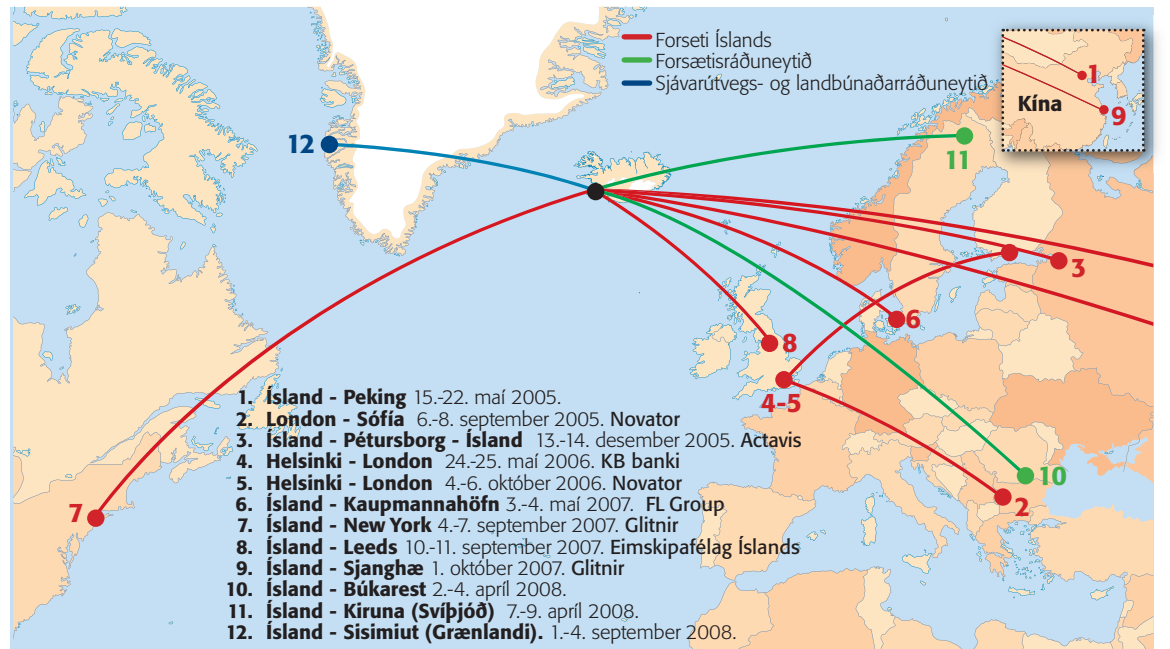 Forseti Íslands
Forsætisráðuneytið
Sjávarútvegs- og landbúnaðarráðuneytið
1
Kína
9
12
11
3
6
8
4-5
10
2
7
1. Ísland - Peking 15.-22. maí 2005.
2. London - Sófía 6.-8. september 2005. Novator
3. Ísland - Pétursborg - Ísland 13.-14. desember 2005. Actavis
4. Helsinki - London 24.-25. maí 2006. KB banki
5. Helsinki - London 4.-6. október 2006. Novator
6. Ísland - Kaupmannahöfn 3.-4. maí 2007. FL Group
7. Ísland - New York 4.-7. september 2007. Glitnir
8. Ísland - Leeds 10.-11. september 2007. Eimskipafélag Íslands
9. Ísland - Sjanghæ 1. október 2007. Glitnir
10. Ísland - Búkarest 2.-4. apríl 2008.
11. Ísland - Kiruna (Svíþjóð) 7.-9. apríl 2008.
12. Ísland - Sisimiut (Grænlandi). 1.-4. september 2008.